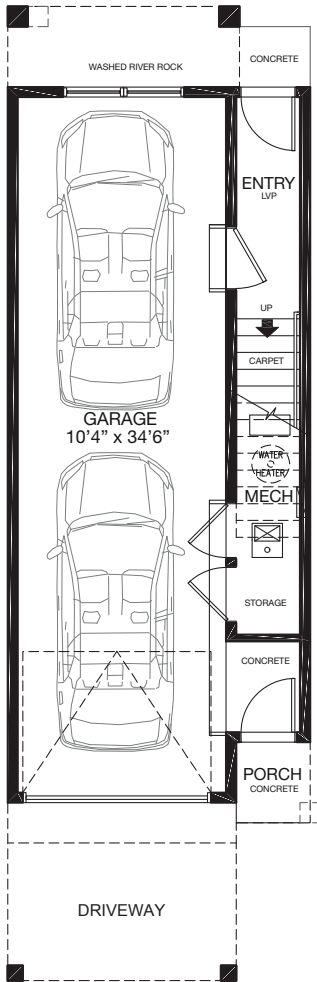 WASHED RIVER ROCK
CONCRETE
ENTRY
LVP
UP
CARPET
GARAGE
10'4" x 34'6"
WATER
HEATER
MECH
STORAGE
CONCRETE
PORCH
CONCRETE
DRIVEWAY